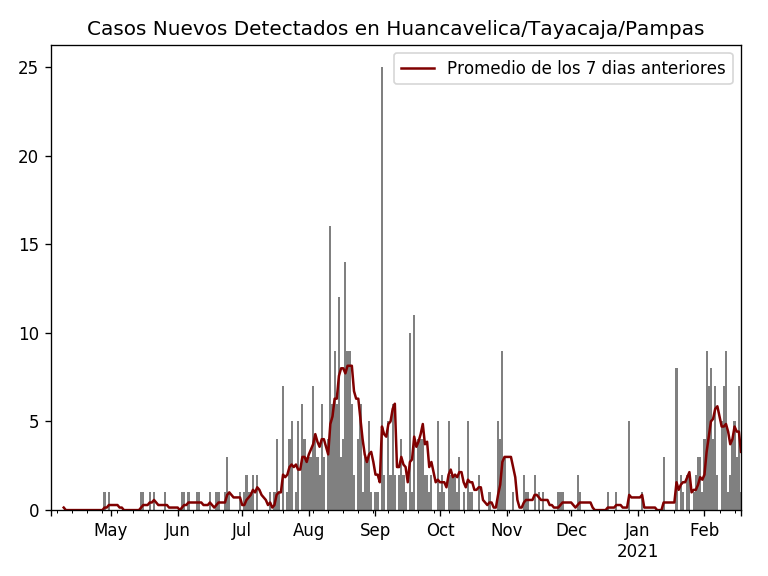 Casos Nuevos Detectados en Huancavelica/Tayacaja/Pampas
Promedio de los 7 dias anteriores
25
20
15
10
5
0
May Jun Jul Aug Sep Oct Nov Dec Jan Feb
2021